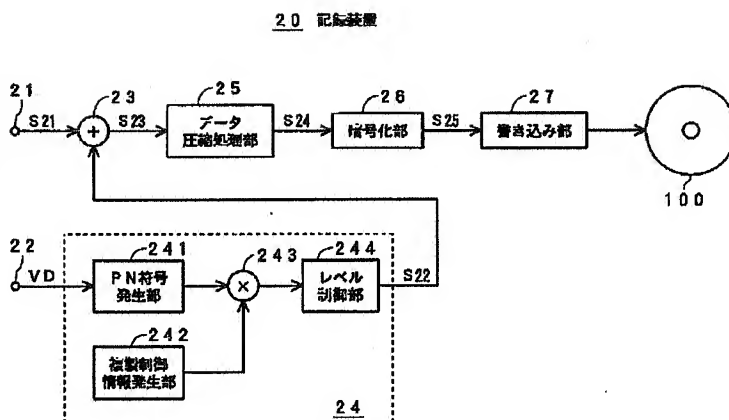 20 記録装置
21
S21
23
S23
25
データ
圧縮処理部
S24
26
暗号化部
S25
27
書き込み部
100
22
VD
241
PN符号
発生部
243
244
レベル
制御部
S22
242
複製制御
情報発生部
24